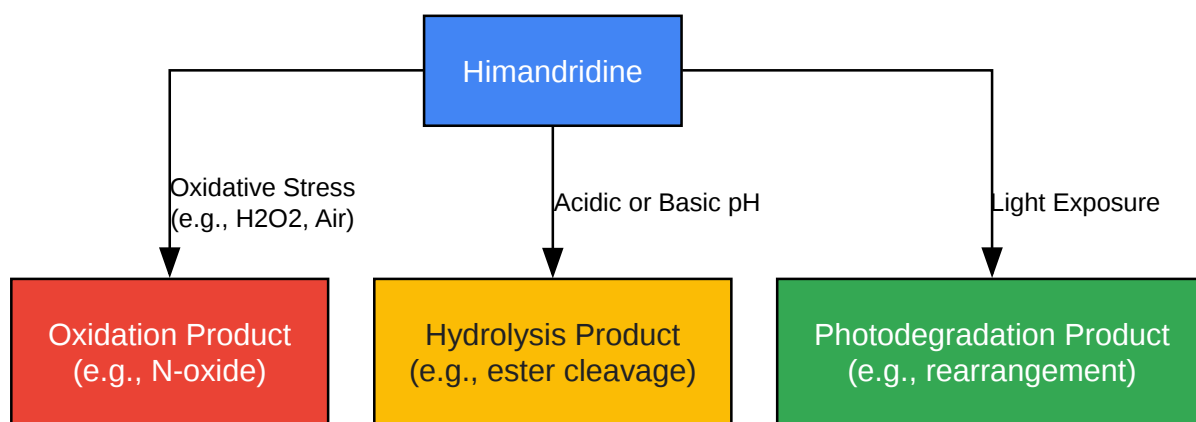 Himandridine
Oxidative Stress
(e.g., H2O2, Air)
Acidic or Basic pH
Light Exposure
Oxidation Product
(e.g., N-oxide)
Hydrolysis Product
(e.g., ester cleavage)
Photodegradation Product
(e.g., rearrangement)